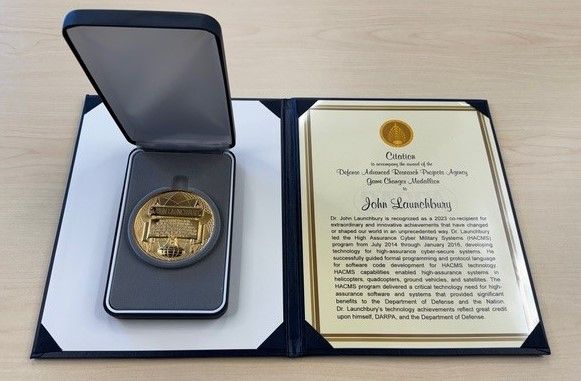 JOHN LAUNCHBURY
Citation
to accompany the award of the
Defense Advanced Research Projects Agency
Game Changer Medallion
to
John Launchbury
Dr. John Launchbury is recognized as a 2023 co-recipient for
extraordinary and innovative achievements that have changed
or shaped our world in an unprecedented way. Dr. Launchbury
led the High Assurance Cyber Military Systems (HACMS)
program from July 2014 through January 2016, developing
technology for high-assurance cyber-secure systems. He
successfully guided formal programming and protocol language
for software code development for HACMS technology.
HACMS capabilities enabled high-assurance systems in
helicopters, quadcopters, ground vehicles, and satellites. The
HACMS program delivered a critical technology need for high-
assurance software and systems that provided significant
benefits to the Department of Defense and the Nation.
Dr. Launchbury's technology achievements reflect great credit
upon himself, DARPA, and the Department of Defense.